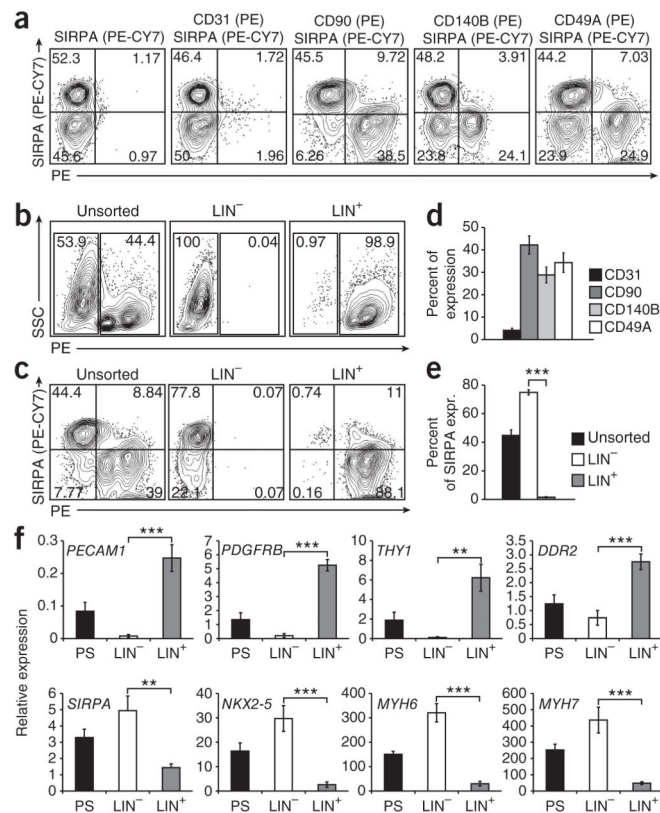 a
CD31 (PE) CD90 (PE) CD140B (PE) CD49A (PE)
SIRPA (PE-CY7) SIRPA (PE-CY7) SIRPA (PE-CY7) SIRPA (PE-CY7) SIRPA (PE-CY7)
52.3 1.17 46.4 1.72 45.5 9.72 48.2 3.91 44.2 7.03
SIRPA (PE-CY7)
45.6 0.97 50 1.96 6.26 38.5 23.8 24.1 23.9 24.9
PE
b
Unsorted LIN− LIN+
53.9 44.4 100 0.04 0.97 98.9
SSC
PE
d
50
40
30
20
10
0
Percent of
expression
CD31
CD90
CD140B
CD49A
c
Unsorted LIN− LIN+
44.4 8.84 77.8 0.07 0.74 11
SIRPA (PE-CY7)
7.77 39 22.1 0.07 0.16 88.1
PE
e
***
100
80
60
40
20
0
Percent
of SIRPA expr.
Unsorted
LIN−
LIN+
f
Relative expression
PECAM1 ***
0.3
0.2
0.1
0
PS LIN− LIN+
PDGFRB ***
6
5
4
3
2
1
0
PS LIN− LIN+
THY1 **
10
8
6
4
2
0
PS LIN− LIN+
DDR2 ***
3.5
3.0
2.5
2.0
1.5
1.0
0.5
0
PS LIN− LIN+
SIRPA **
6
5
4
3
2
1
0
PS LIN− LIN+
NKX2-5 ***
40
30
20
10
0
PS LIN− LIN+
MYH6 ***
400
300
200
100
0
PS LIN− LIN+
MYH7 ***
600
500
400
300
200
100
0
PS LIN− LIN+